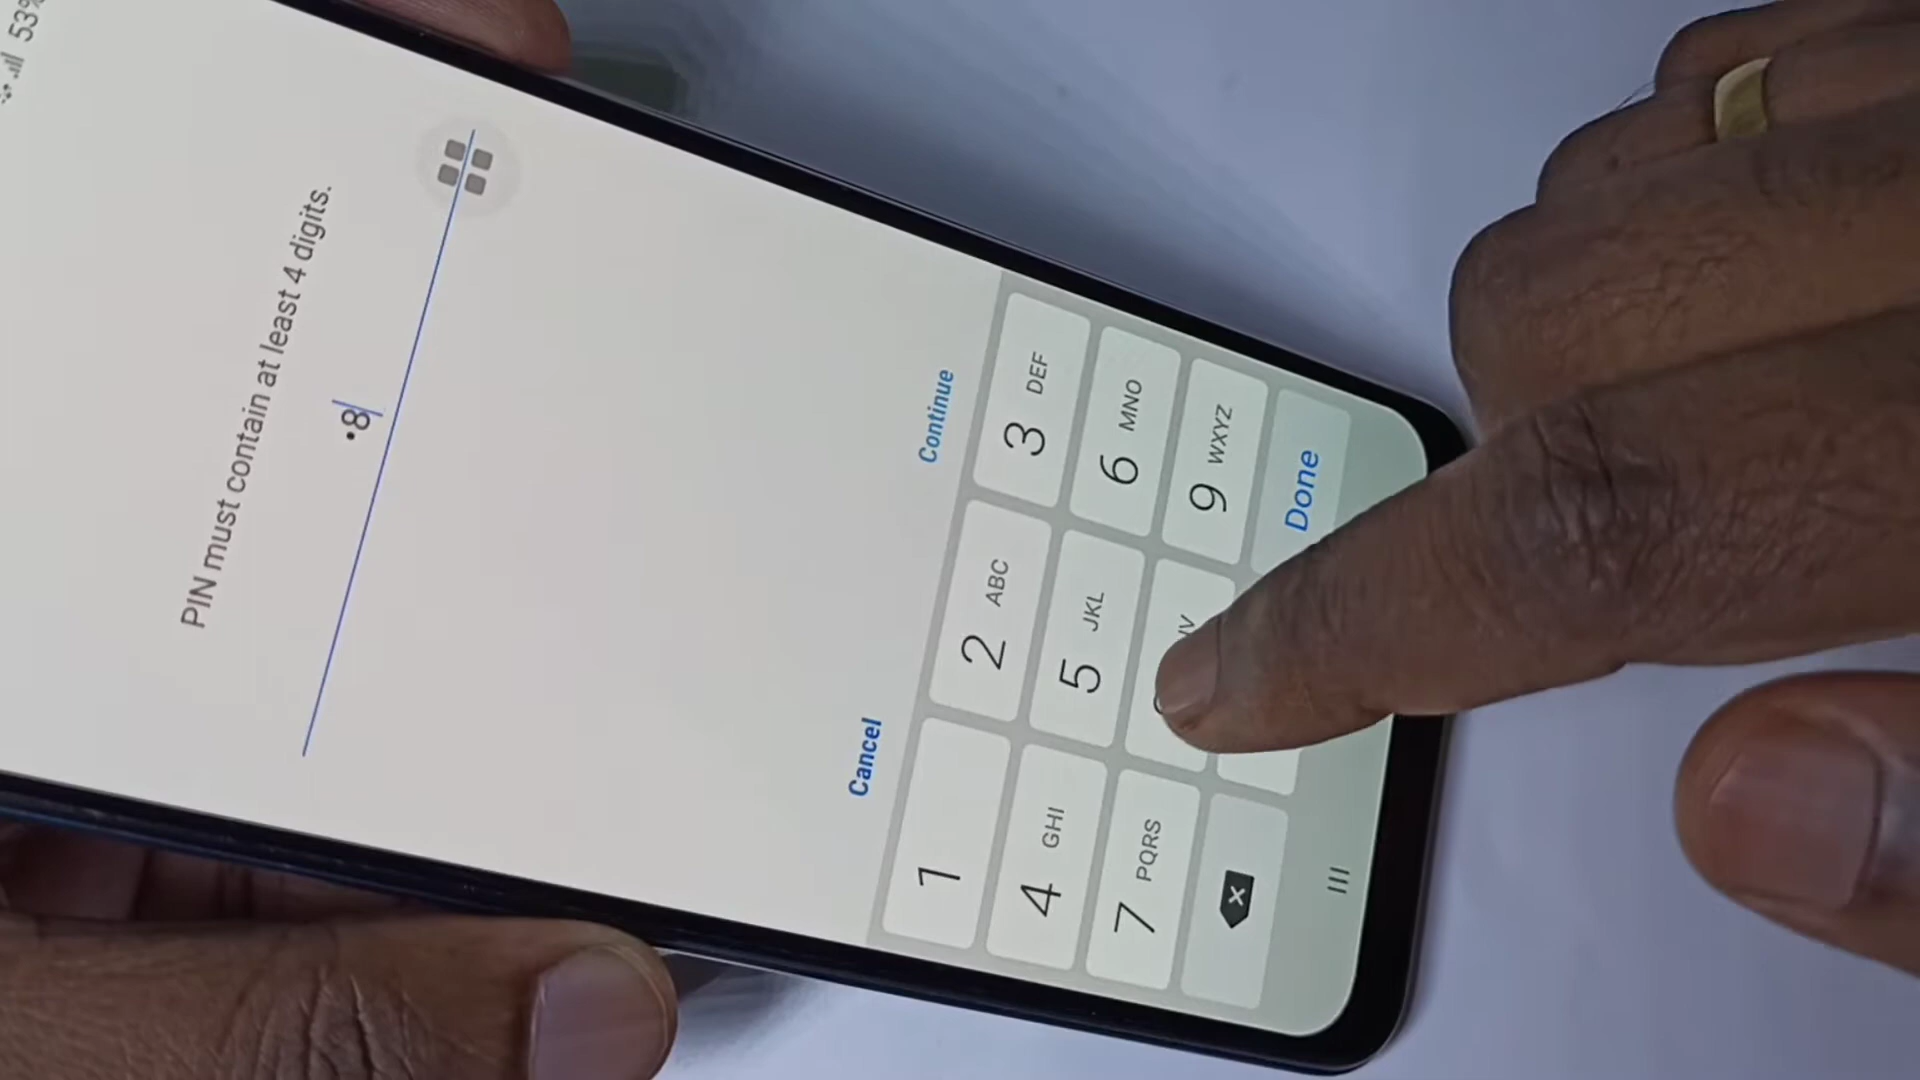 53%
PIN must contain at least 4 digits.
•8
Cancel Continue
1 2 ABC 3 DEF
4 GHI 5 JKL 6 MNO
7 PQRS 9 WXYZ
Done